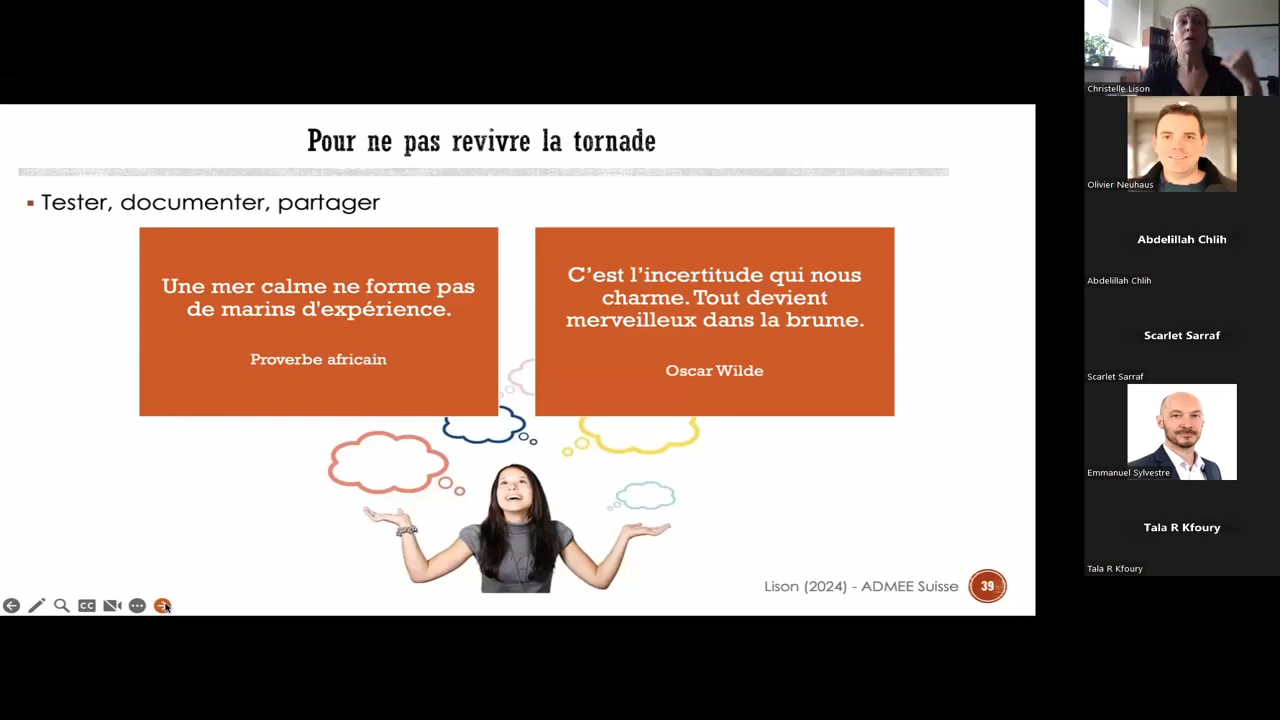 Pour ne pas revivre la tornade
Tester, documenter, partager
Une mer calme ne forme pas
de marins d'expérience.
Proverbe africain
C'est l'incertitude qui nous
charme. Tout devient
merveilleux dans la brume.
Oscar Wilde
Lison (2024) - ADMEE Suisse
39
CC
Christelle Lison
Olivier Neuhaus
Abdelillah Chlih
Abdelillah Chlih
Scarlet Sarraf
Scarlet Sarraf
Emmanuel Sylvestre
Tala R Kfoury
Tala R Kfoury